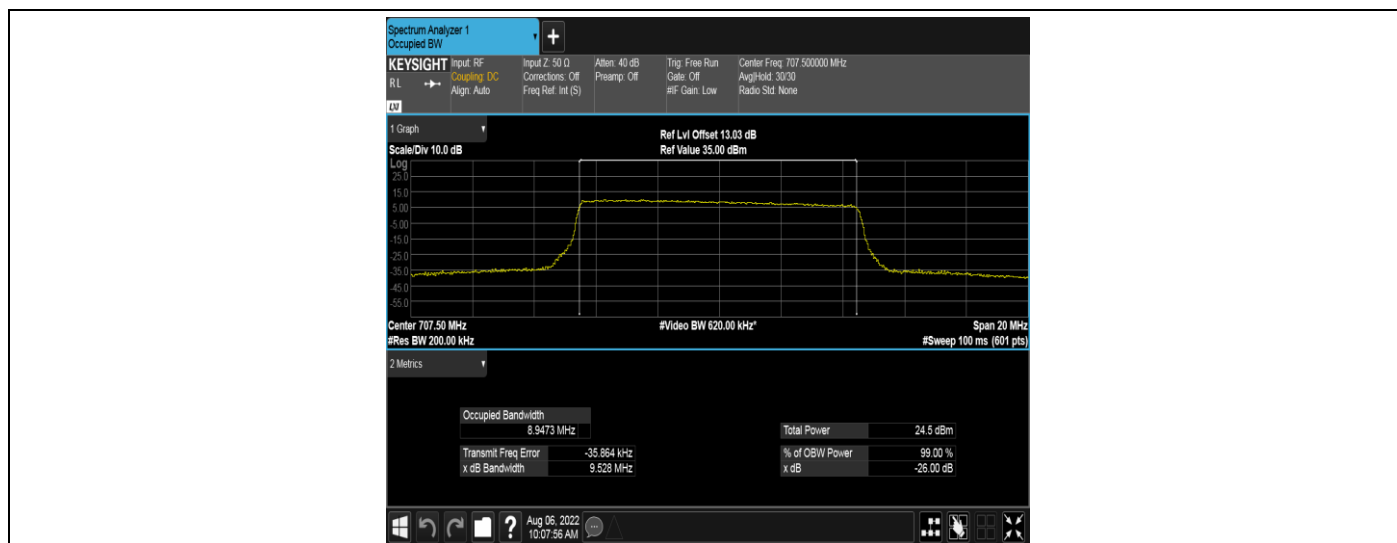 Spectrum Analyzer 1
Occupied BW
+
KEYSIGHT Input: RF Input Z: 50 Ω Atten: 40 dB Trig: Free Run Center Freq: 707.500000 MHz
RL Coupling: DC Corrections: Off Preamp: Off Gate: Off Avg|Hold: 30/30
Align: Auto Freq Ref: Int (S) #IF Gain: Low Radio Std: None
LXI
1 Graph
Ref Lvl Offset 13.03 dB
Scale/Div 10.0 dB Ref Value 35.00 dBm
Log
25.0
15.0
5.00
-5.00
-15.0
-25.0
-35.0
-45.0
-55.0
Center 707.50 MHz #Video BW 620.00 kHz* Span 20 MHz
#Res BW 200.00 kHz #Sweep 100 ms (601 pts)
2 Metrics
Occupied Bandwidth
8.9473 MHz Total Power 24.5 dBm
Transmit Freq Error -35.864 kHz % of OBW Power 99.00 %
x dB Bandwidth 9.528 MHz x dB -26.00 dB
? Aug 06, 2022
10:07:56 AM